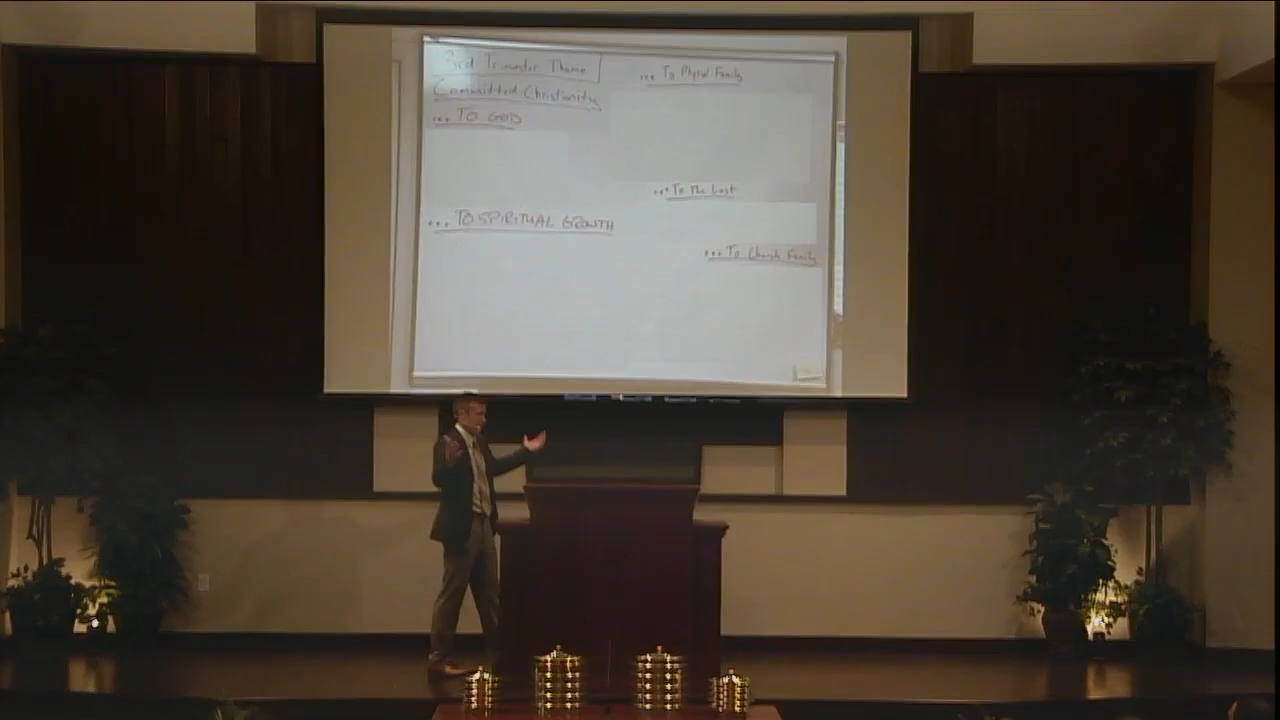 3rd Trimester Theme
Committed Christianity
... TO GOD
... TO SPIRITUAL GROWTH
... To Physical Family
... To The Lost
... To Church Family